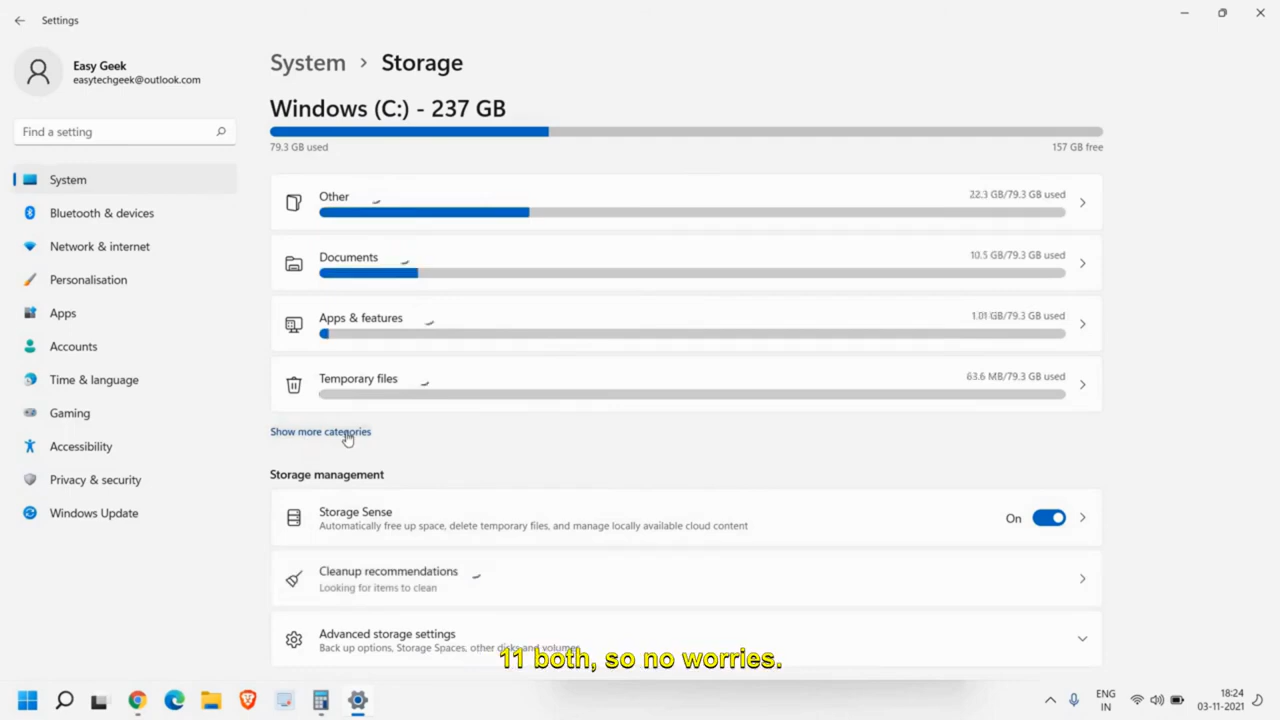 Settings
Easy Geek
easytechgeek@outlook.com
Find a setting
System
Bluetooth & devices
Network & internet
Personalisation
Apps
Accounts
Time & language
Gaming
Accessibility
Privacy & security
Windows Update
System > Storage
Windows (C:) - 237 GB
79.3 GB used 157 GB free
Other 22.3 GB/79.3 GB used
Documents 10.5 GB/79.3 GB used
Apps & features 1.01 GB/79.3 GB used
Temporary files 63.6 MB/79.3 GB used
Show more categories
Storage management
Storage Sense
Automatically free up space, delete temporary files, and manage locally available cloud content
On
Cleanup recommendations
Looking for items to clean
Advanced storage settings
Back up options, Storage Spaces, other disks and volumes
11 both, so no worries.
ENG
IN
18:24
03-11-2021